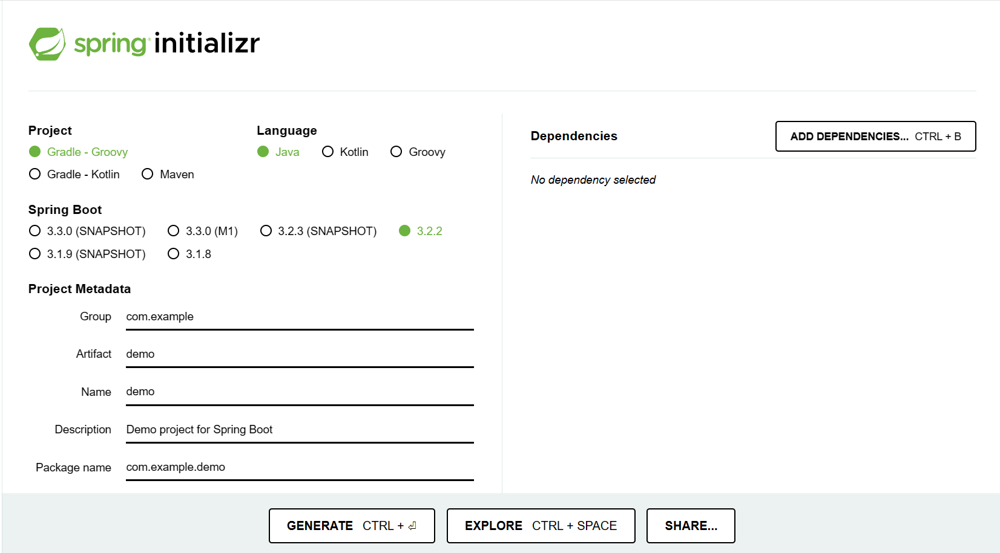 spring initializr
Project
Gradle - Groovy
Gradle - Kotlin Maven
Language
Java Kotlin Groovy
Spring Boot
3.3.0 (SNAPSHOT) 3.3.0 (M1) 3.2.3 (SNAPSHOT) 3.2.2
3.1.9 (SNAPSHOT) 3.1.8
Project Metadata
Group com.example
Artifact demo
Name demo
Description Demo project for Spring Boot
Package name com.example.demo
Dependencies
ADD DEPENDENCIES... CTRL + B
No dependency selected
GENERATE CTRL + ⏎
EXPLORE CTRL + SPACE
SHARE...